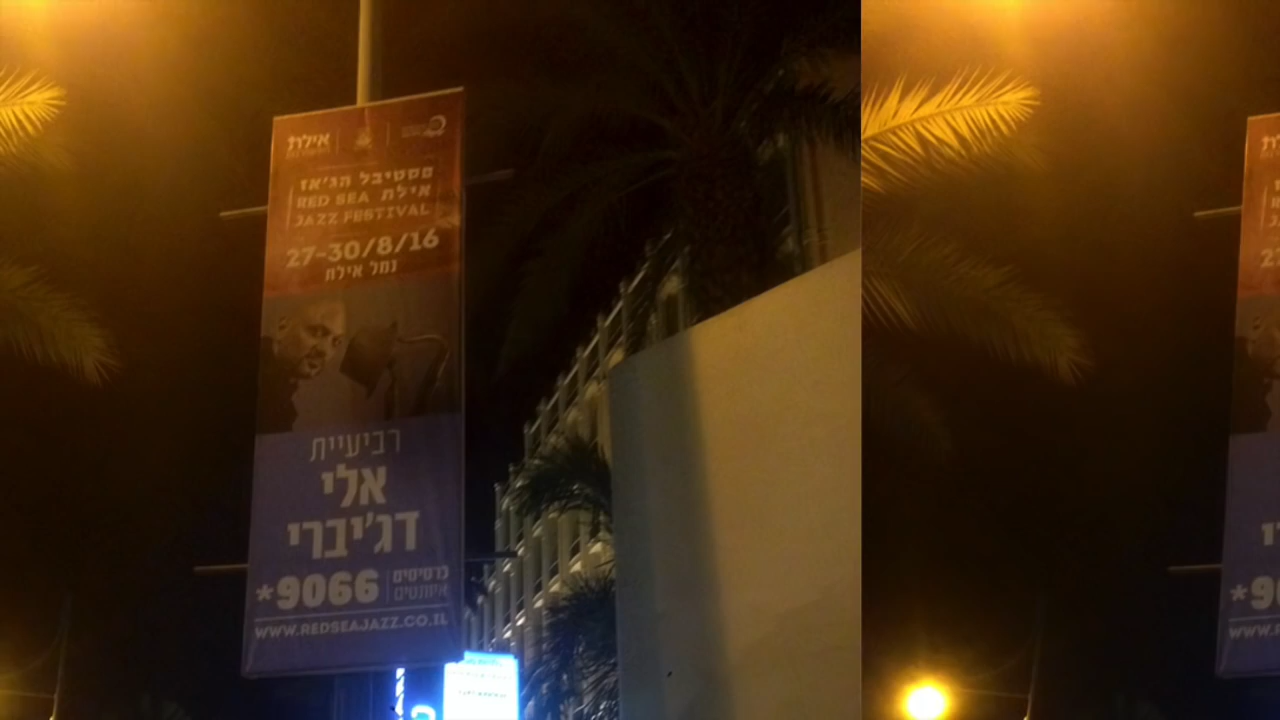 אילת
פסטיבל הג'אז
אילת RED SEA
JAZZ FESTIVAL
27-30/8/16
נמל אילת
רביעיית
אלי
דג'יברי
כרטיסים
*9066
WWW.REDSEAJAZZ.CO.IL